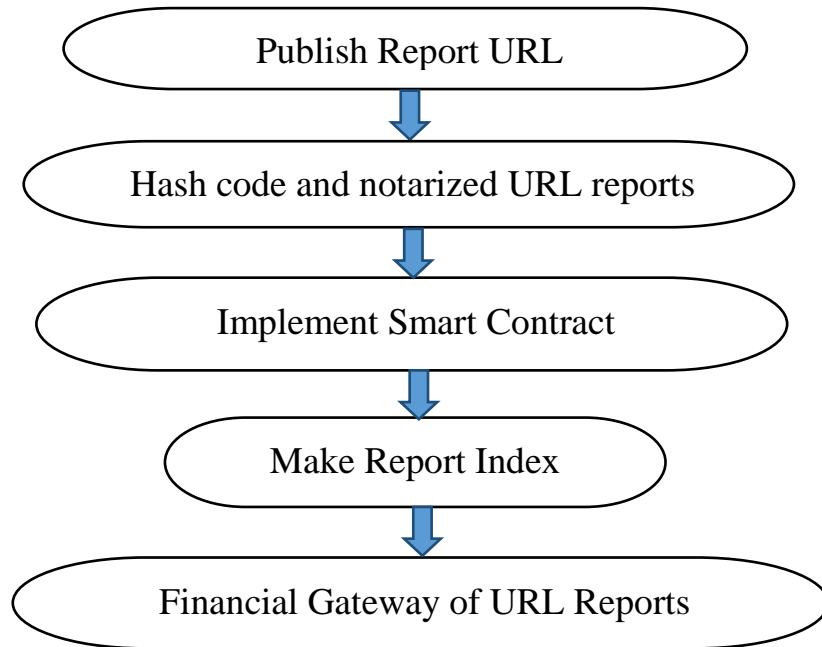 Publish Report URL
Hash code and notarized URL reports
Implement Smart Contract
Make Report Index
Financial Gateway of URL Reports